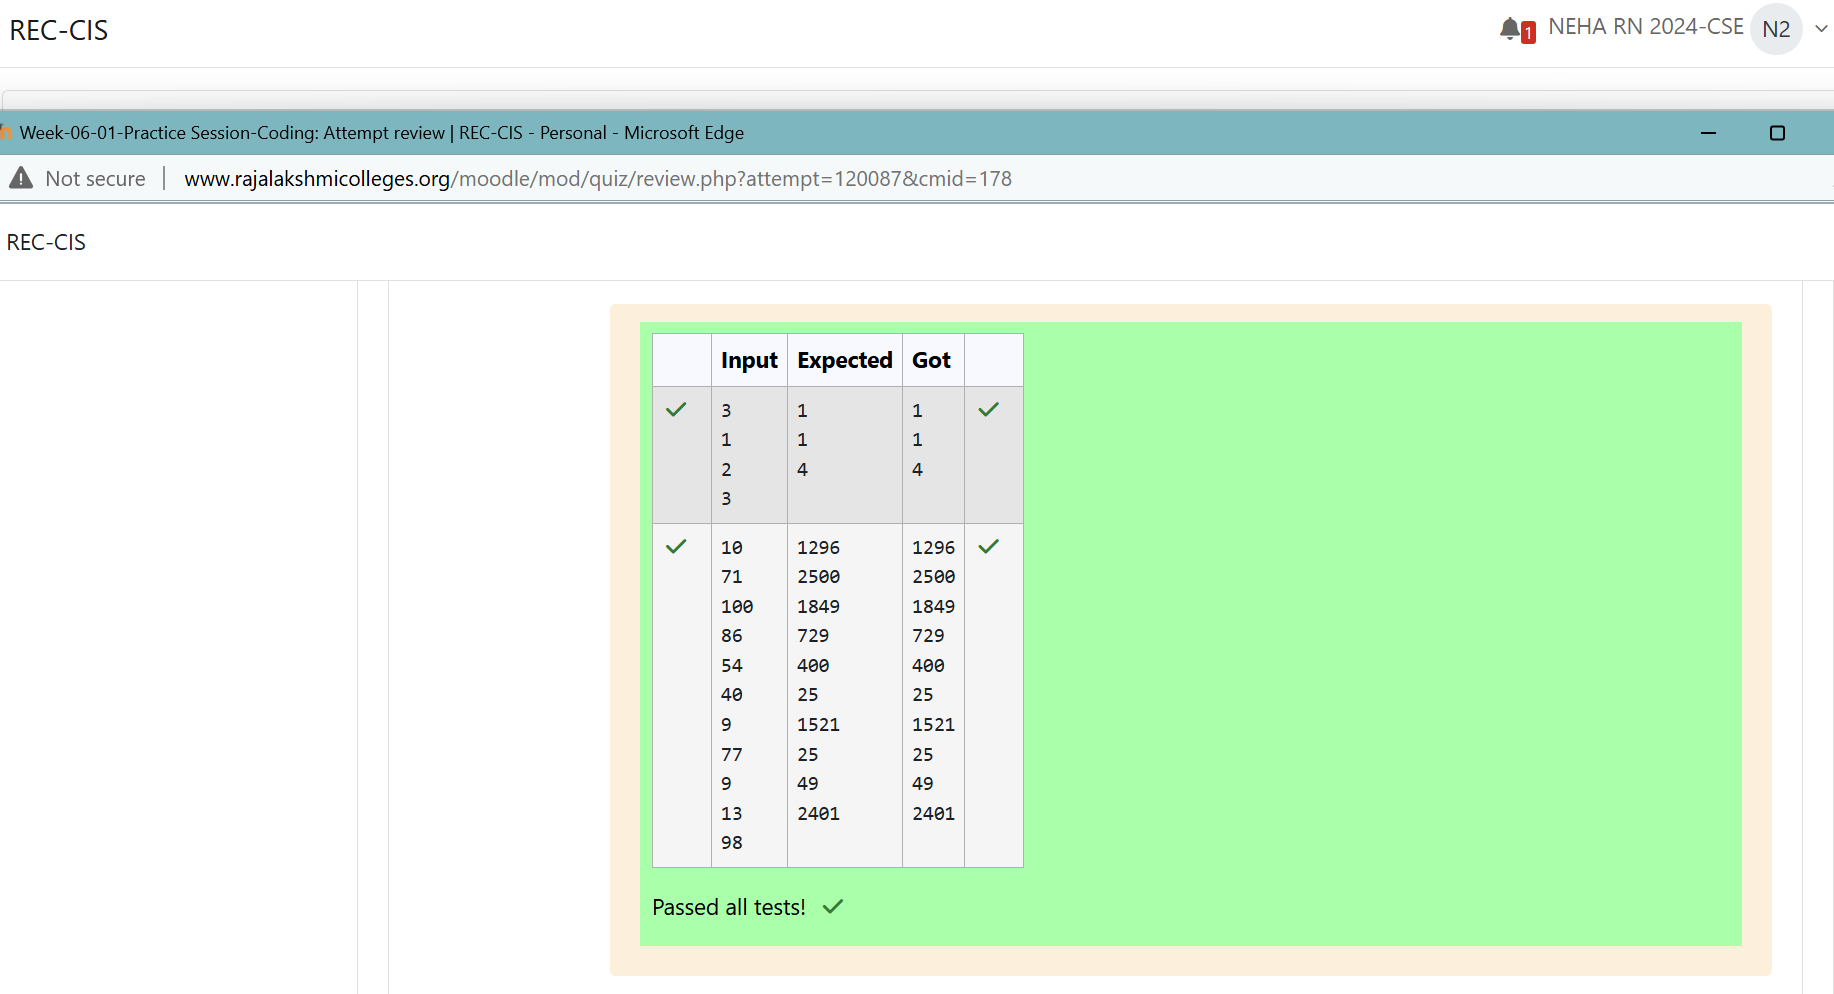 REC-CIS
1 NEHA RN 2024-CSE N2
Week-06-01-Practice Session-Coding: Attempt review | REC-CIS - Personal - Microsoft Edge
Not secure | www.rajalakshmicolleges.org/moodle/mod/quiz/review.php?attempt=120087&cmid=178
REC-CIS
Input Expected Got
3 1 1
1 1 1
2 4 4
3
10 1296 1296
71 2500 2500
100 1849 1849
86 729 729
54 400 400
40 25 25
9 1521 1521
77 25 25
9 49 49
13 2401 2401
98
Passed all tests!